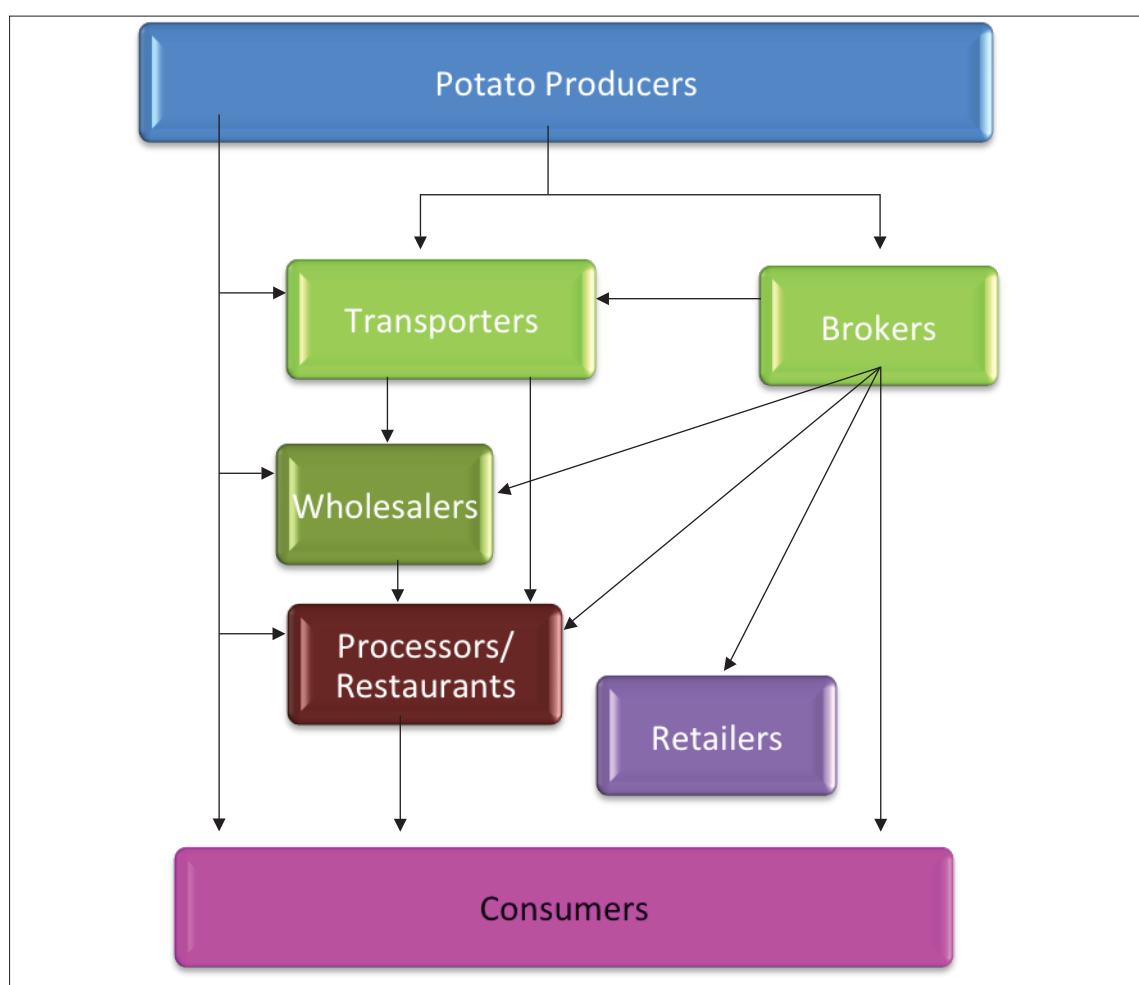 Potato Producers
Transporters
Brokers
Wholesalers
Processors/
Restaurants
Retailers
Consumers